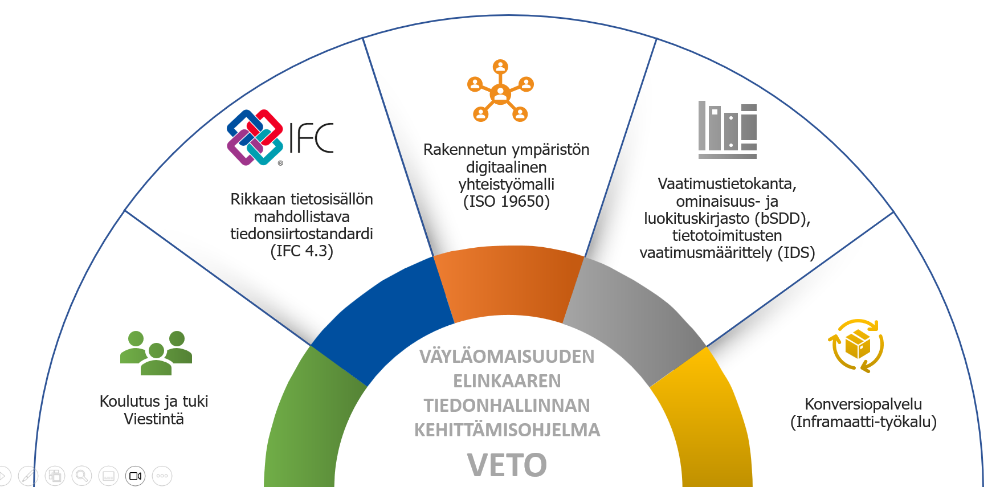 IFC
®
Rikkaan tietosisällön
mahdollistava
tiedonsiirtostandardi
(IFC 4.3)
Rakennetun ympäristön
digitaalinen
yhteistyömalli
(ISO 19650)
Vaatimustietokanta,
ominaisuus- ja
luokituskirjasto (bSDD),
tietotoimitusten
vaatimusmäärittely (IDS)
Koulutus ja tuki
Viestintä
Konversiopalvelu
(Inframaatti-työkalu)
VÄYLÄOMAISUUDEN
ELINKAAREN
TIEDONHALLINNAN
KEHITTÄMISOHJELMA
VETO